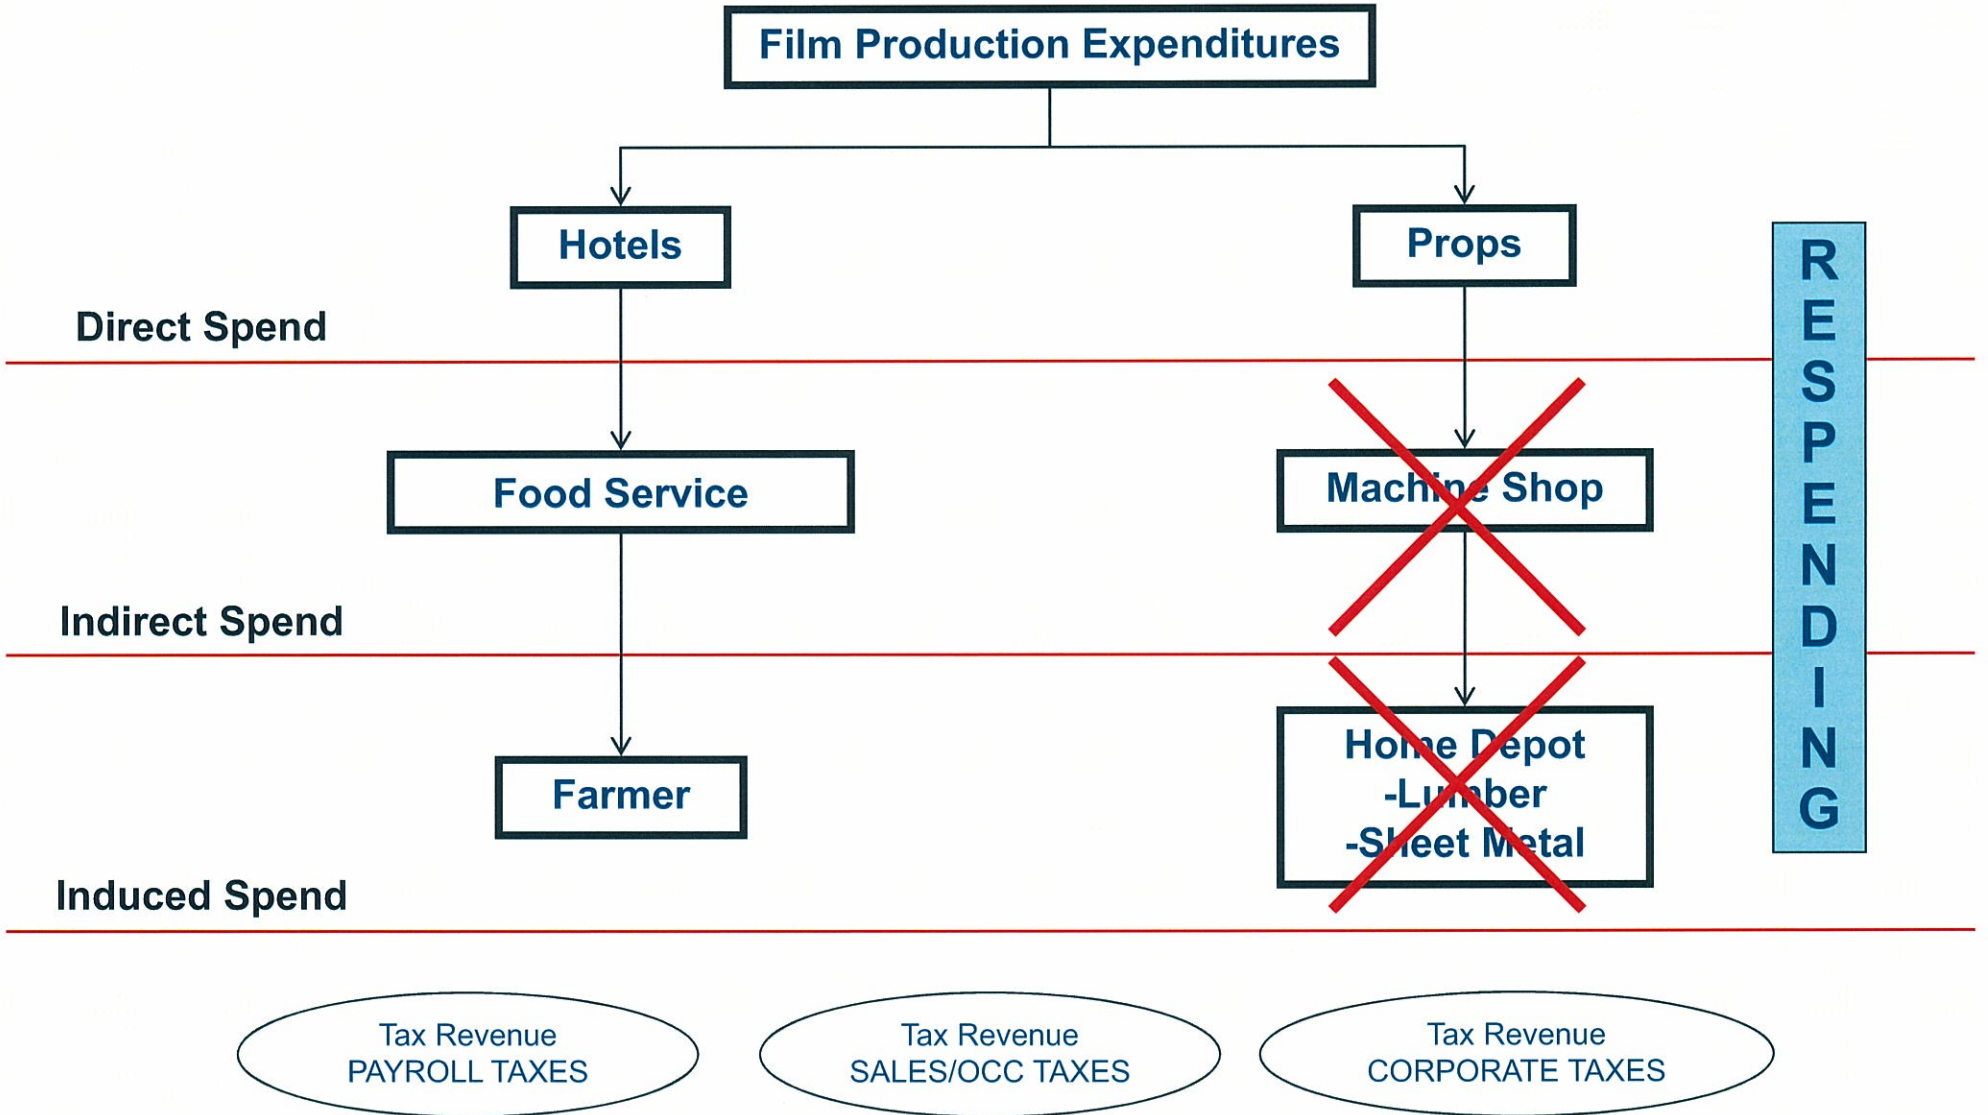 Film Production Expenditures
Hotels
Props
Direct Spend
Food Service
Machine Shop
Indirect Spend
Home Depot
-Lumber
-Sheet Metal
Farmer
Induced Spend
RESPENDING
Tax Revenue
PAYROLL TAXES
Tax Revenue
SALES/OCC TAXES
Tax Revenue
CORPORATE TAXES